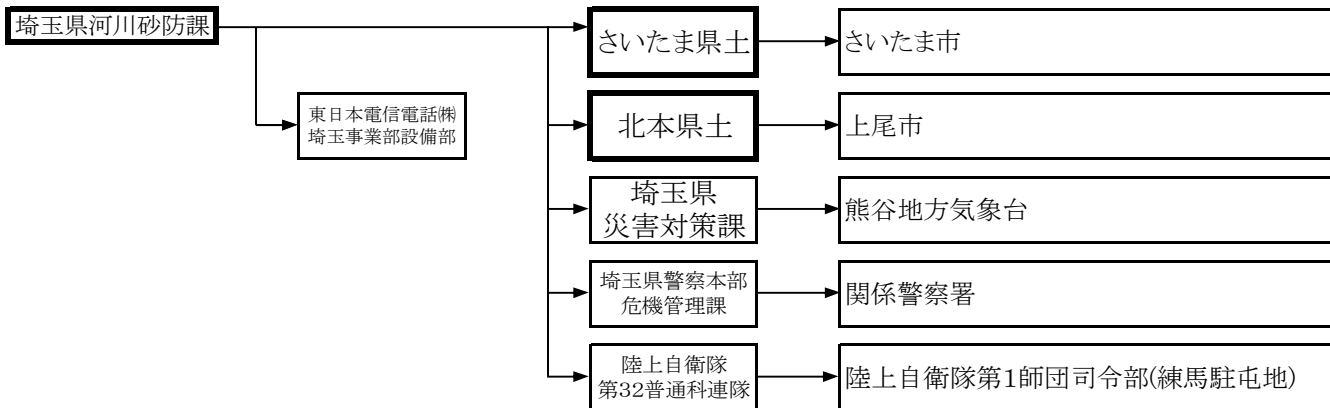 埼玉県河川砂防課
さいたま県土
さいたま市
東日本電信電話㈱
埼玉事業部設備部
北本県土
上尾市
埼玉県
災害対策課
熊谷地方気象台
埼玉県警察本部
危機管理課
関係警察署
陸上自衛隊
第32普通科連隊
陸上自衛隊第1師団司令部(練馬駐屯地)